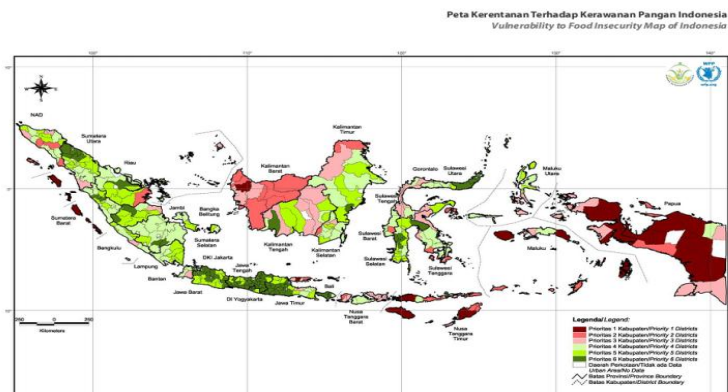 Peta Kerentanan Terhadap Kerawanan Pangan Indonesia
Vulnerability to Food Insecurity Map of Indonesia
WFP
wfp.org
N
NAD
Sumatera
Utara
Riau
Kalimantan
Timur
Kalimantan
Barat
Gorontalo
Sulawesi
Utara
Maluku
Utara
Sulawesi
Tengah
Papua
Sumatera
Barat
Jambi
Bangka
Belitung
Bengkulu
Sumatera
Selatan
Lampung
DKI Jakarta
Banten
Jawa Barat
Jawa
Tengah
DI Yogyakarta
Jawa Timur
Bali
Kalimantan
Tengah
Kalimantan
Selatan
Sulawesi
Barat
Sulawesi
Selatan
Sulawesi
Tenggara
Maluku
Nusa
Tenggara
Barat
Nusa
Tenggara
Timur
Kilometers
Legenda/Legend:
Prioritas 1 Kabupaten/Priority 1 Districts
Prioritas 2 Kabupaten/Priority 2 Districts
Prioritas 3 Kabupaten/Priority 3 Districts
Prioritas 4 Kabupaten/Priority 4 Districts
Prioritas 5 Kabupaten/Priority 5 Districts
Prioritas 6 Kabupaten/Priority 6 Districts
Daerah Perkotaan/Tidak ada Data
Urban Area/No Data
Batas Provinsi/Province Boundary
Batas Kabupaten/District Boundary